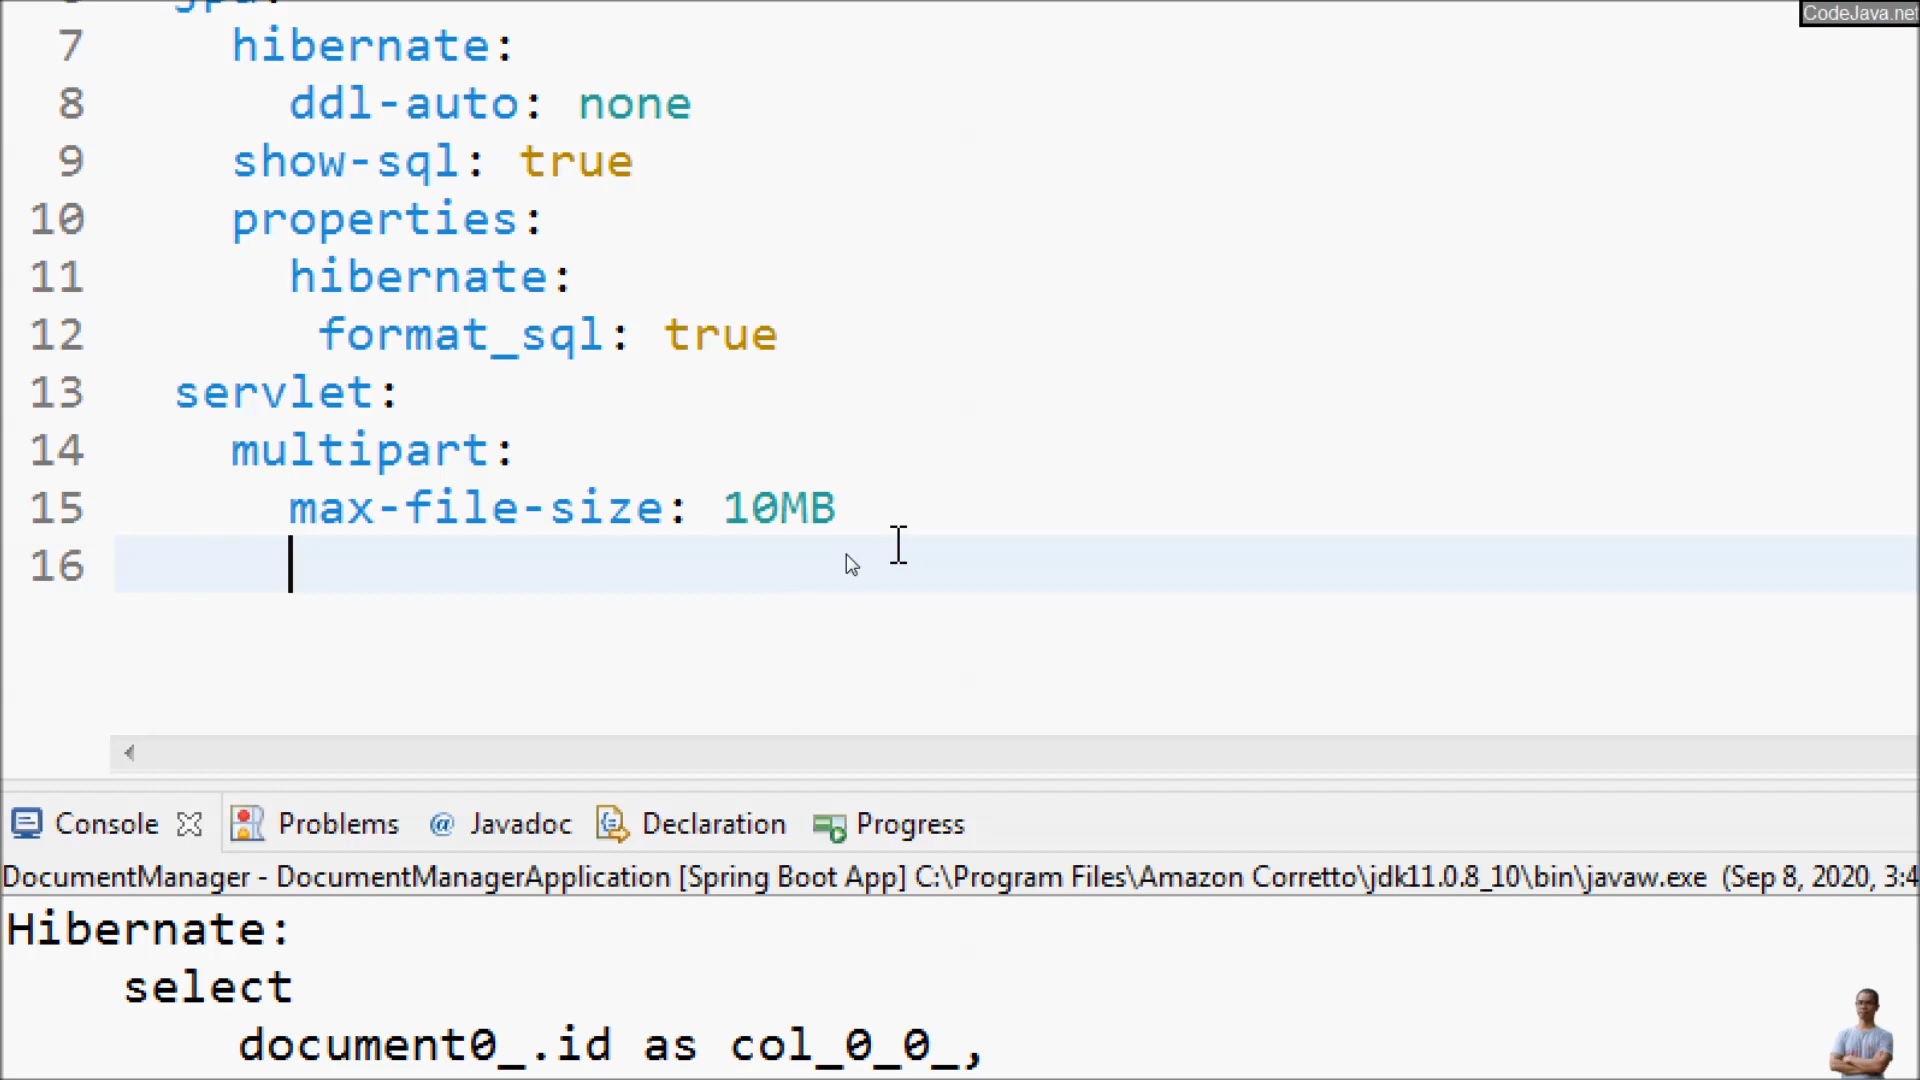 CodeJava.net
jpa:
7 hibernate:
8 ddl-auto: none
9 show-sql: true
10 properties:
11 hibernate:
12 format_sql: true
13 servlet:
14 multipart:
15 max-file-size: 10MB
16
Console Problems @ Javadoc Declaration Progress
DocumentManager - DocumentManagerApplication [Spring Boot App] C:\Program Files\Amazon Corretto\jdk11.0.8_10\bin\javaw.exe (Sep 8, 2020, 3:4
Hibernate:
select
document0_.id as col_0_0_,